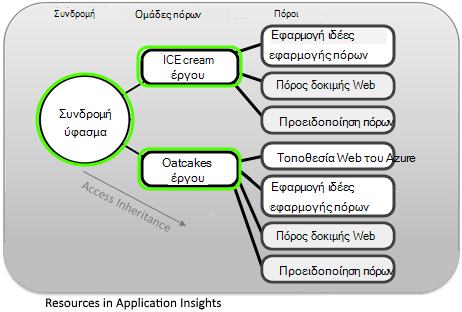 Συνδρομή Ομάδες πόρων Πόροι
Εφαρμογή ιδέες
εφαρμογής πόρων
ICE cream
έργου
Πόρος δοκιμής Web
Προειδοποίηση πόρων
Συνδρομή
ύφασμα
Oatcakes
έργου
Τοποθεσία Web του Azure
Εφαρμογή ιδέες
εφαρμογής πόρων
Πόρος δοκιμής Web
Προειδοποίηση πόρων
Access Inheritance
Resources in Application Insights